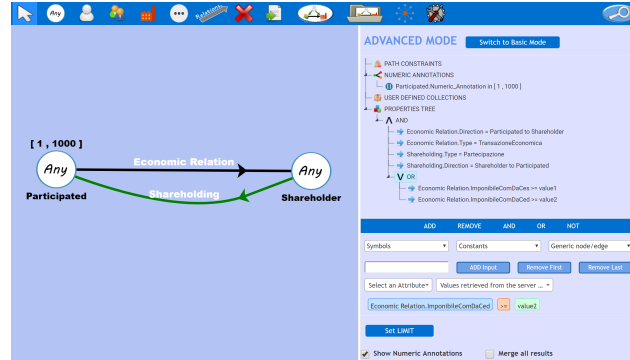 Any
Relationship
ADVANCED MODE
Switch to Basic Mode
PATH CONSTRAINTS
NUMERIC ANNOTATIONS
Participated.Numeric_Annotation in [ 1 , 1000 ]
USER DEFINED COLLECTIONS
PROPERTIES TREE
AND
Economic Relation.Direction = Participated to Shareholder
Economic Relation.Type = TransazioneEconomica
Shareholding.Type = Partecipazione
Shareholding.Direction = Shareholder to Participated
OR
Economic Relation.ImponibileComDaCes >= value1
Economic Relation.ImponibileComDaCed >= value2
[ 1 , 1000 ]
Any
Economic Relation
Any
Participated
Shareholding
Shareholder
ADD REMOVE AND OR NOT
Symbols Constants Generic node/edge
ADD Input Remove First Remove Last
Select an Attribute Values retrieved from the server ...
Economic Relation.ImponibileComDaCed >= value2
Set LIMIT
Show Numeric Annotations Merge all results